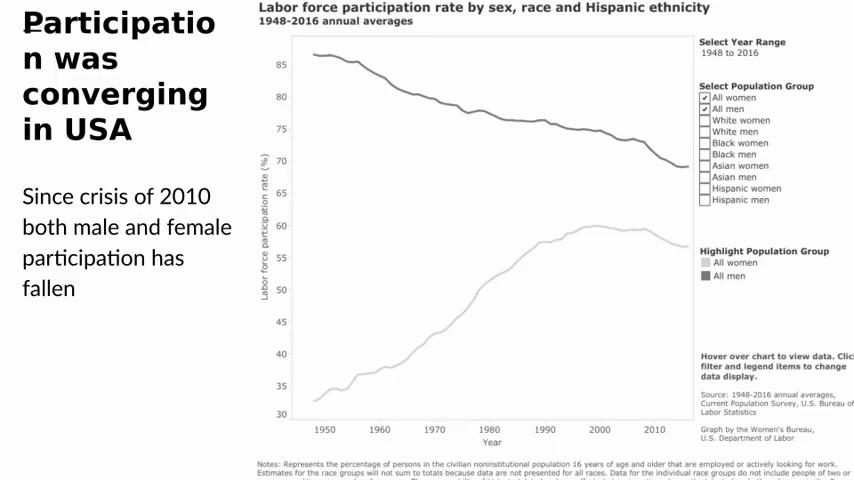 Participatio
n was
converging
in USA
Since crisis of 2010
both male and female
participation has
fallen
Labor force participation rate by sex, race and Hispanic ethnicity
1948-2016 annual averages
85
80
75
70
65
60
55
50
45
40
35
30
Labor force participation rate (%)
1950
1960
1970
1980
1990
2000
2010
Year
Select Year Range
1948 to 2016
Select Population Group
All women
All men
White women
White men
Black women
Black men
Asian women
Asian men
Hispanic women
Hispanic men
Highlight Population Group
All women
All men
Hover over chart to view data. Clic
filter and legend items to change
data display.
Source: 1948-2016 annual averages,
Current Population Survey, U.S. Bureau of
Labor Statistics
Graph by the Women's Bureau,
U.S. Department of Labor
Notes: Represents the percentage of persons in the civilian noninstitutional population 16 years of age and older that are employed or actively looking for work.
Estimates for the race groups will not sum to totals because data are not presented for all races. Data for the individual race groups do not include people of two or